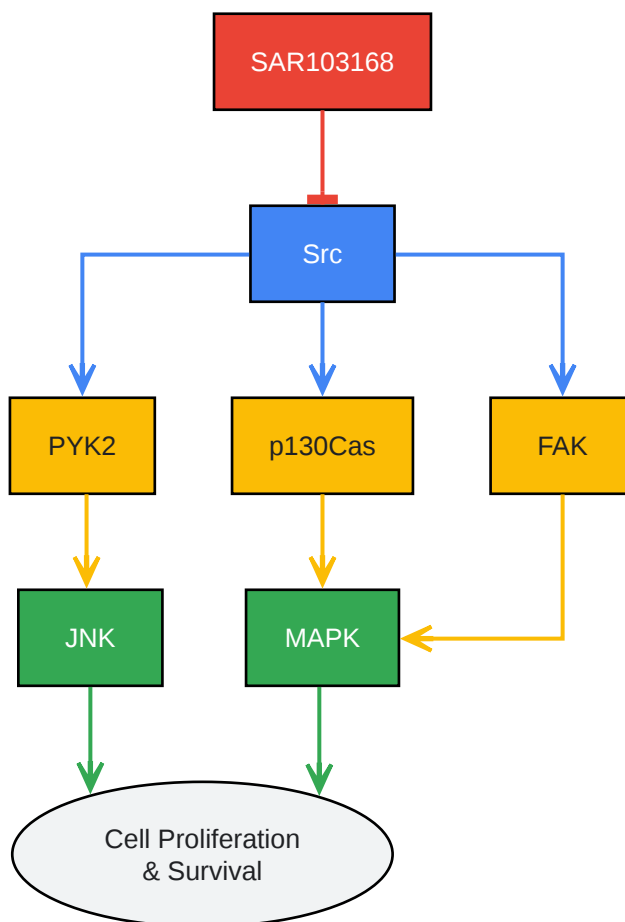 SAR103168
Src
PYK2
p130Cas
FAK
JNK
MAPK
Cell Proliferation
& Survival